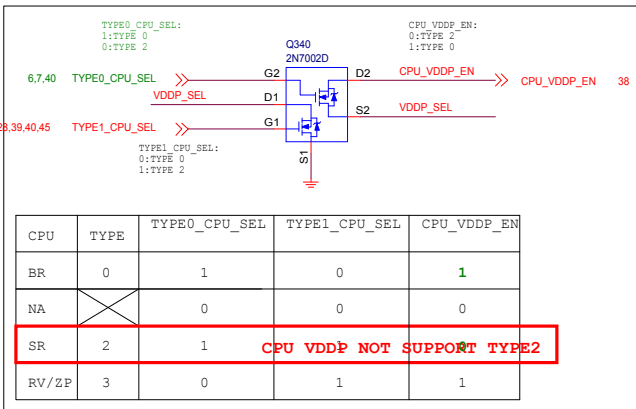 TYPE0_CPU_SEL:
1:TYPE 0
0:TYPE 2
CPU_VDDP_EN:
0:TYPE 2
1:TYPE 0
Q340
2N7002D
6,7,40 TYPE0_CPU_SEL
G2
D2
CPU_VDDP_EN
CPU_VDDP_EN 38
VDDP_SEL
D1
S2
VDDP_SEL
,39,40,45 TYPE1_CPU_SEL
G1
S1
TYPE1_CPU_SEL:
0:TYPE 0
1:TYPE 2
CPU TYPE TYPE0_CPU_SEL TYPE1_CPU_SEL CPU_VDDP_EN
BR 0 1 0 1
NA 0 0 0
SR 2 1 CPU VDDP NOT SUPPORT TYPE2
RV/ZP 3 0 1 1